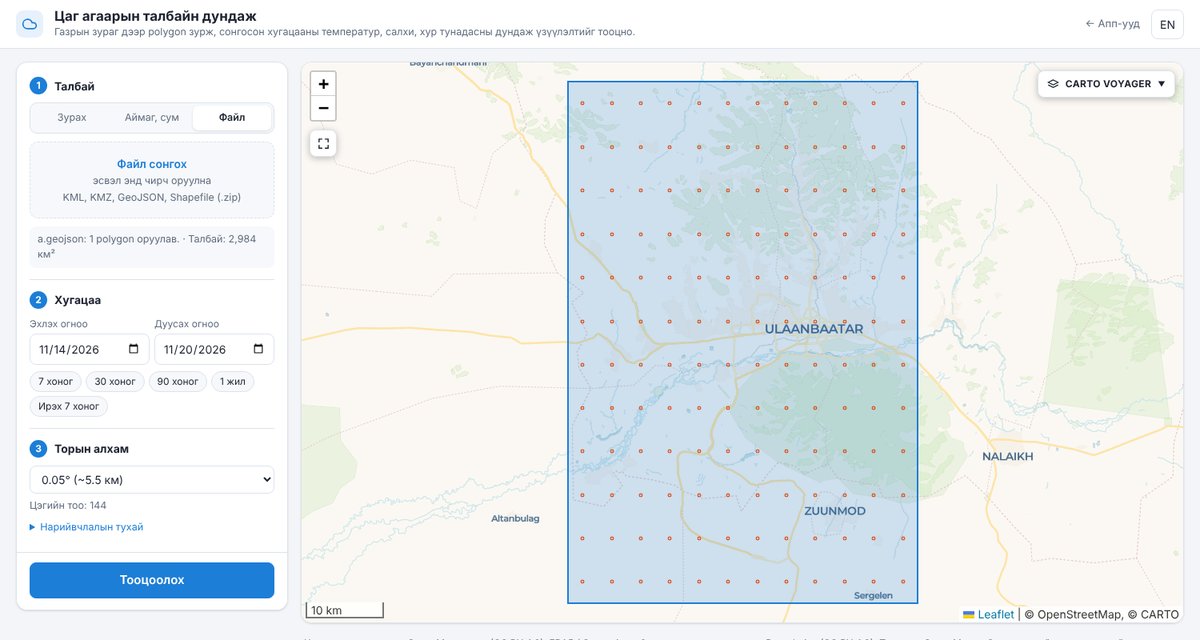 Цаг агаарын талбайн дундаж
Газрын зураг дээр polygon зурж, сонгосон хугацааны температур, салхи, хур тунадасны дундаж үзүүлэлтийг тооцно.
← Апп-ууд
EN
1 Талбай
Зурах
Аймаг, сум
Файл
Файл сонгох
эсвэл энд чирч оруулна
KML, KMZ, GeoJSON, Shapefile (.zip)
a.geojson: 1 polygon оруулав. · Талбай: 2,984
км²
2 Хугацаа
Эхлэх огноо
Дуусах огноо
11/14/2026
11/20/2026
7 хоног
30 хоног
90 хоног
1 жил
Ирэх 7 хоног
3 Торын алхам
0.05° (~5.5 км)
Цэгийн тоо: 144
Нарийвчлалын тухай
Тооцоолох
+
−
CARTO VOYAGER
ULAANBAATAR
NALAIKH
ZUUNMOD
Altanbulag
Sergelen
10 km
Leaflet | © OpenStreetMap, © CARTO